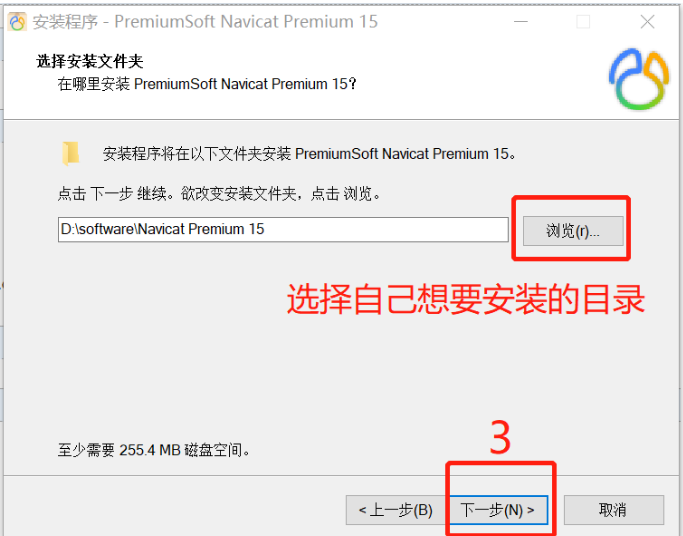 安装程序 - PremiumSoft Navicat Premium 15
选择安装文件夹
在哪里安装 PremiumSoft Navicat Premium 15?
安装程序将在以下文件夹安装 PremiumSoft Navicat Premium 15。
点击 下一步 继续。欲改变安装文件夹，点击 浏览。
D:\software\Navicat Premium 15
浏览(r)...
选择自己想要安装的目录
至少需要 255.4 MB 磁盘空间。
3
<上一步(B)
下一步(N) >
取消